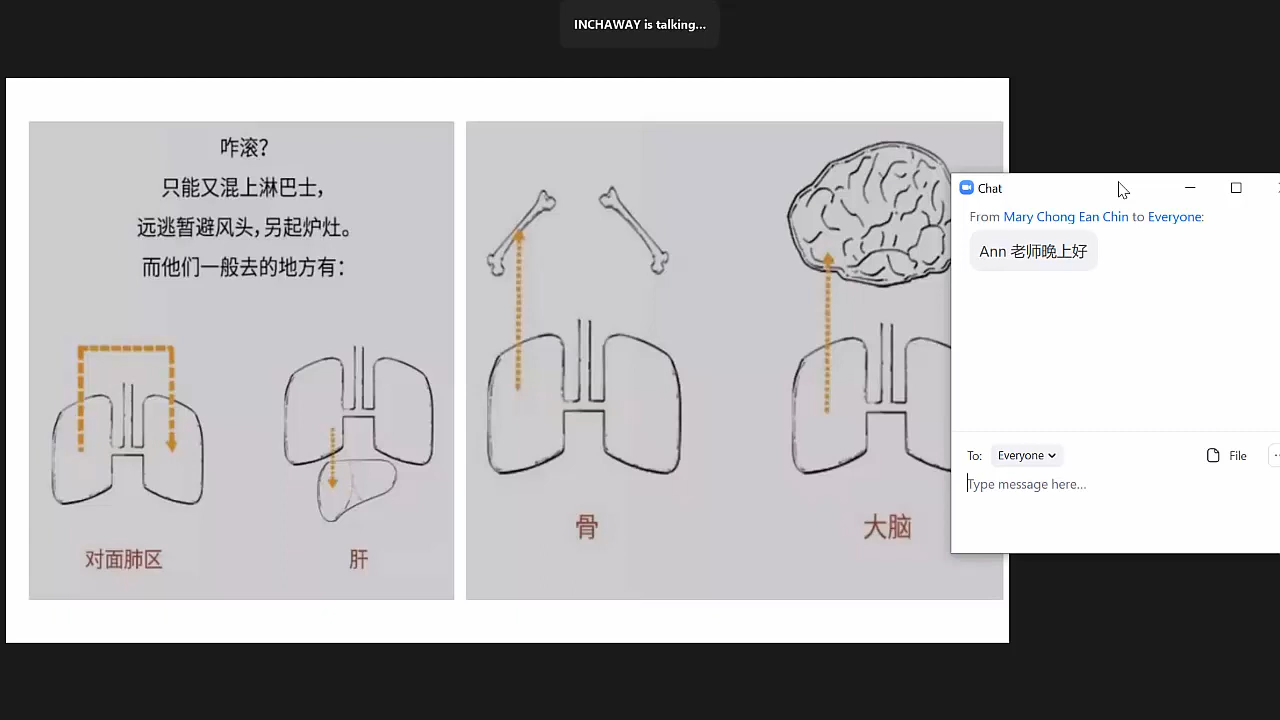 INCHAWAY is talking...
咋滚?
只能又混上淋巴士,
远逃暂避风头,另起炉灶。
而他们一般去的地方有:
对面肺区
肝
骨
大脑
Chat
From Mary Chong Ean Chin to Everyone:
Ann 老师晚上好
To: Everyone
File
Type message here...